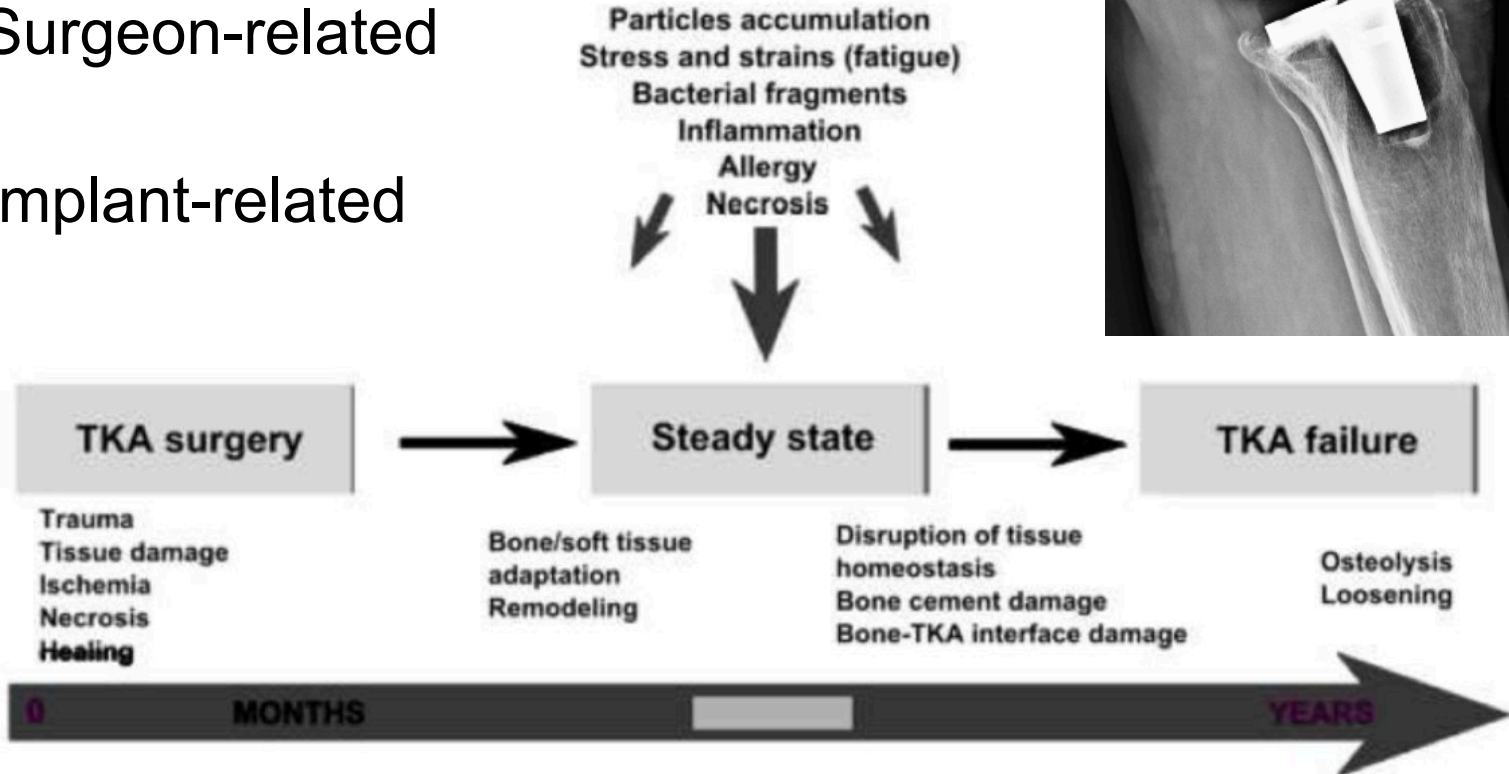 Surgeon-related
mplant-related
Particles accumulation
Stress and strains (fatigue)
Bacterial fragments
Inflammation
Allergy
Necrosis
TKA surgery
Steady state
TKA failure
Trauma
Tissue damage
Ischemia
Necrosis
Healing
Bone/soft tissue
adaptation
Remodeling
Disruption of tissue
homeostasis
Bone cement damage
Bone-TKA interface damage
Osteolysis
Loosening
0
MONTHS
YEARS